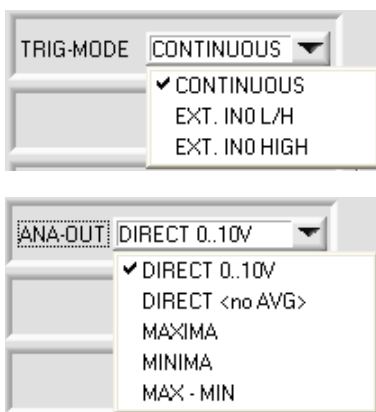 TRIG-MODE CONTINUOUS
CONTINUOUS
EXT. IN0 L/H
EXT. IN0 HIGH
ANA-OUT DIRECT 0..10V
DIRECT 0..10V
DIRECT <no AVG>
MAXIMA
MINIMA
MAX - MIN